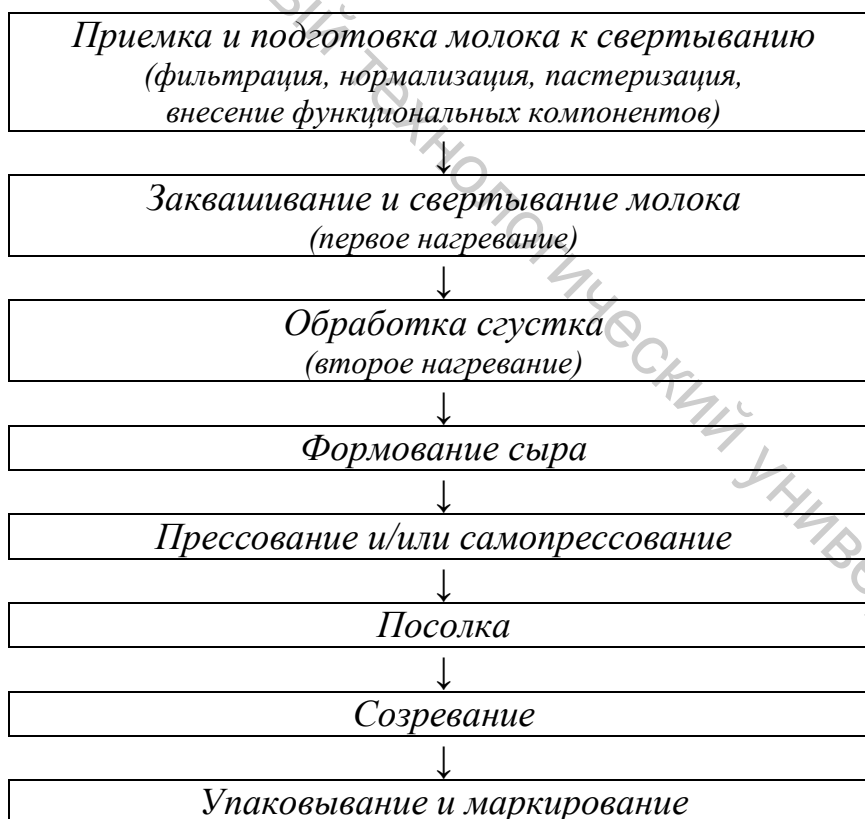 Приемка и подготовка молока к свертыванию
(фильтрация, нормализация, пастеризация,
внесение функциональных компонентов)
↓
Заквашивание и свертывание молока
(первое нагревание)
↓
Обработка сгустка
(второе нагревание)
↓
Формование сыра
↓
Прессование и/или самопрессование
↓
Посолка
↓
Созревание
↓
Упаковывание и маркирование
технологический